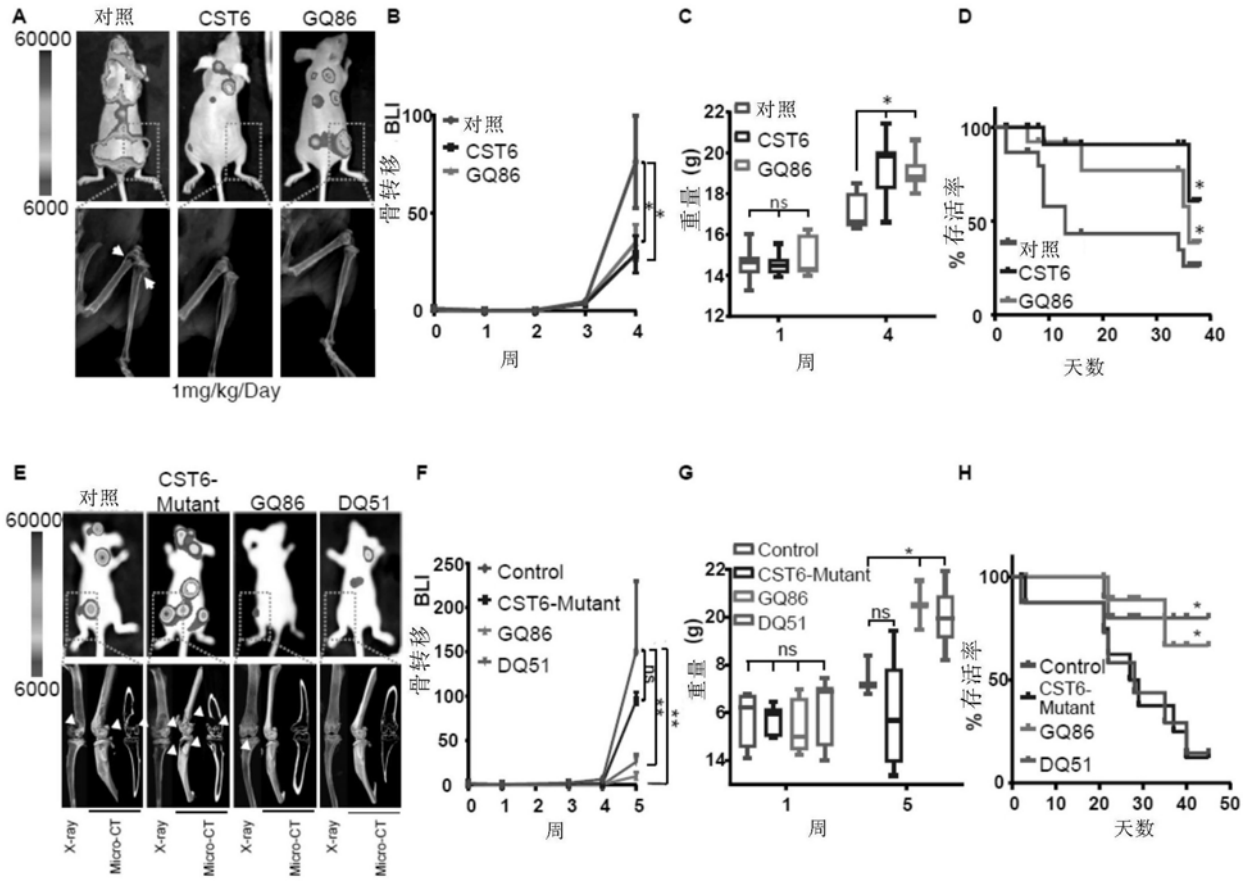 A
对照
CST6
GQ86
60000
6000
1mg/kg/Day
B
骨转移 BLI
100
50
0
对照
CST6
GQ86
*
*
0 1 2 3 4
周
C
重量 (g)
22
20
18
16
14
12
对照
CST6
GQ86
ns
*
1 4
周
D
%存活率
100
50
0
对照
CST6
GQ86
*
*
0 10 20 30 40
天数
E
对照
CST6-
Mutant
GQ86
DQ51
60000
6000
X-ray
Micro-CT
X-ray
Micro-CT
X-ray
Micro-CT
X-ray
Micro-CT
F
骨转移 BLI
250
200
150
100
50
0
Control
CST6-Mutant
GQ86
DQ51
ns
**
**
0 1 2 3 4 5
周
G
重量 (g)
22
20
8
6
14
Control
CST6-Mutant
GQ86
DQ51
ns
ns
*
1 5
周
H
%存活率
100
50
0
Control
CST6-
Mutant
GQ86
DQ51
*
*
0 10 20 30 40 50
天数